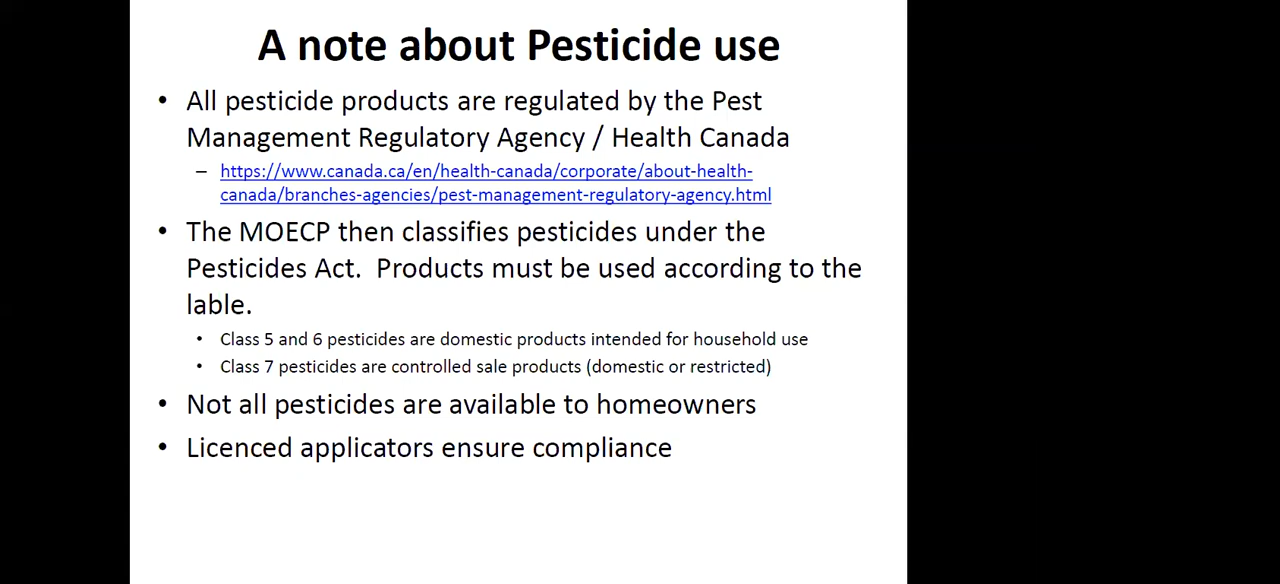 A note about Pesticide use
• All pesticide products are regulated by the Pest
Management Regulatory Agency / Health Canada
– https://www.canada.ca/en/health-canada/corporate/about-health-
canada/branches-agencies/pest-management-regulatory-agency.html
• The MOECP then classifies pesticides under the
Pesticides Act.  Products must be used according to the
lable.
• Class 5 and 6 pesticides are domestic products intended for household use
• Class 7 pesticides are controlled sale products (domestic or restricted)
• Not all pesticides are available to homeowners
• Licenced applicators ensure compliance